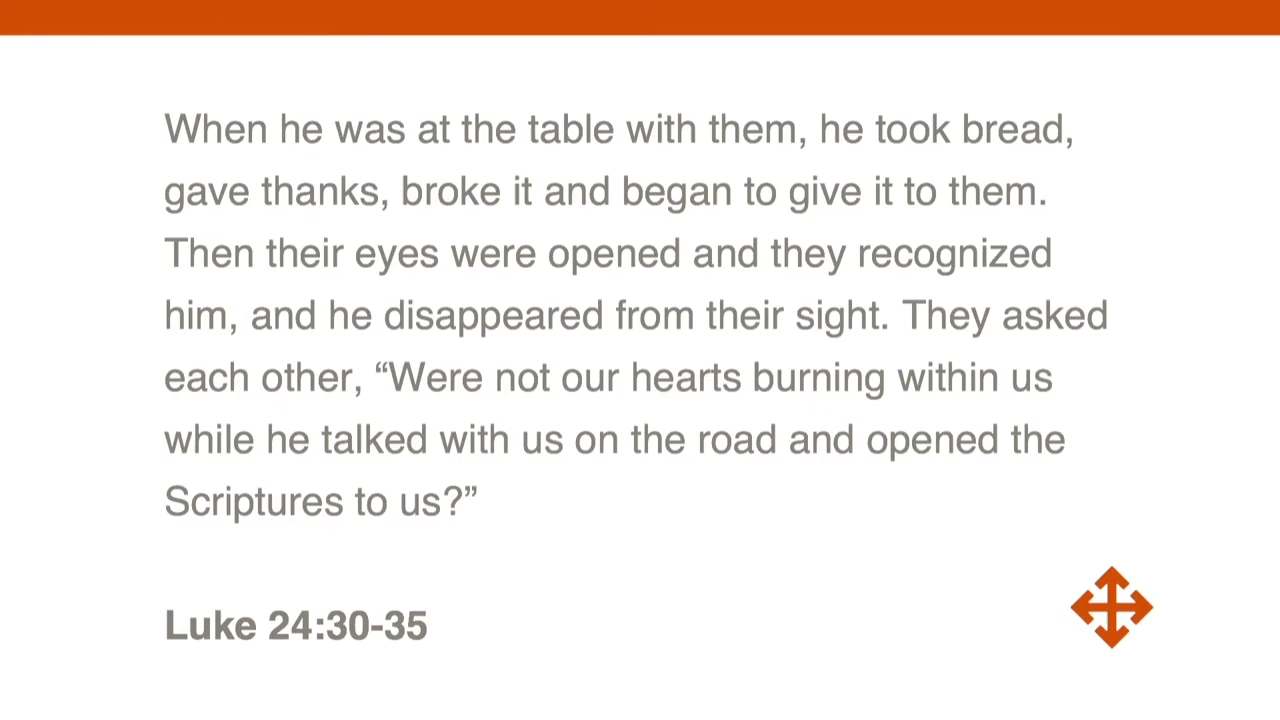 When he was at the table with them, he took bread,
gave thanks, broke it and began to give it to them.
Then their eyes were opened and they recognized
him, and he disappeared from their sight. They asked
each other, “Were not our hearts burning within us
while he talked with us on the road and opened the
Scriptures to us?”
Luke 24:30-35